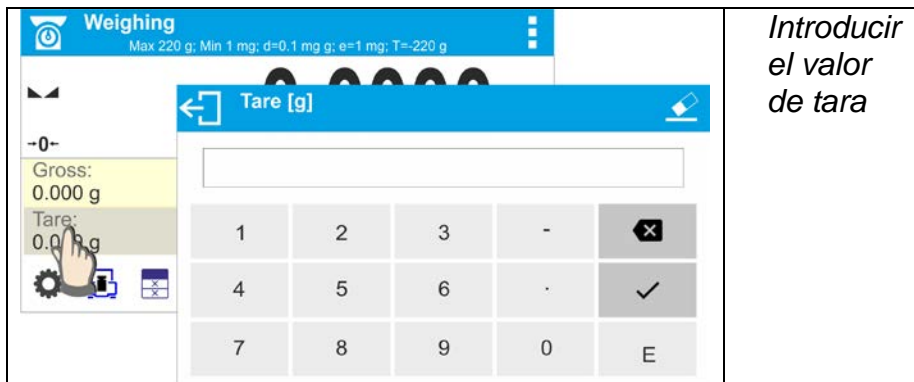 Weighing
Max 220 g; Min 1 mg; d=0.1 mg g; e=1 mg; T=-220 g
→0←
Gross:
0.000 g
Tare:
Tare [g]
1 2 3 -
4 5 6 .
7 8 9 0 E
Introducir
el valor
de tara